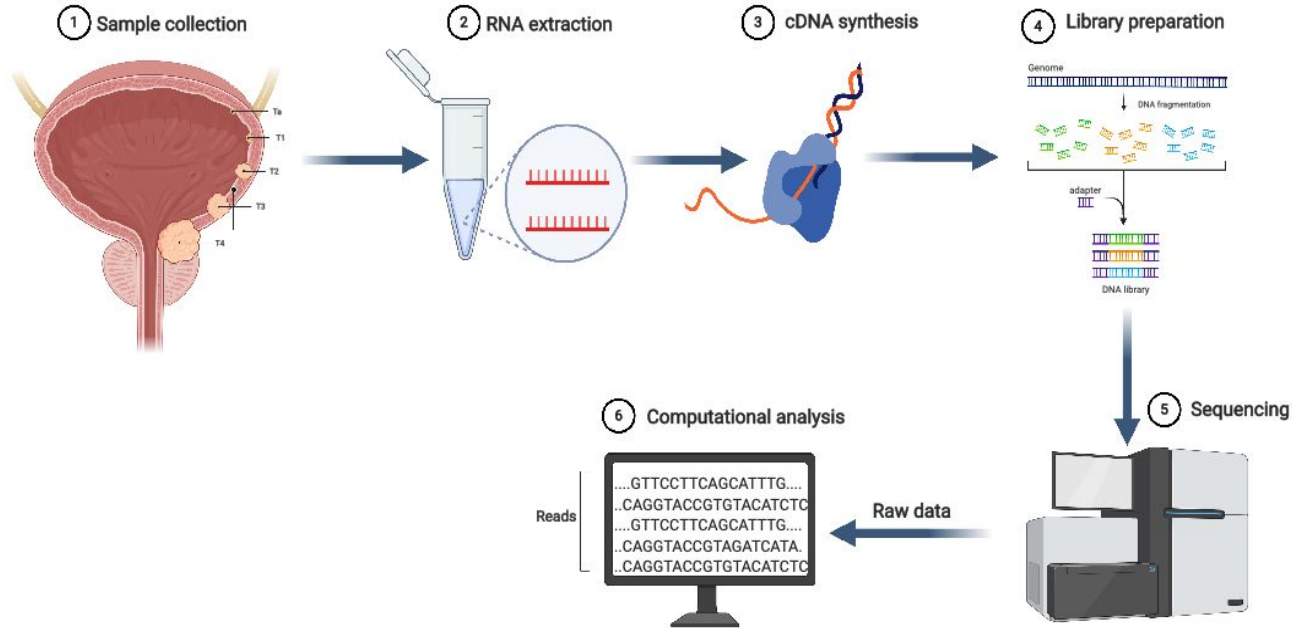 1 Sample collection
Ta
T1
T2
T3
T4
2 RNA extraction
3 cDNA synthesis
4 Library preparation
Genome
DNA fragmentation
adapter
DNA library
5 Sequencing
Raw data
6 Computational analysis
Reads
....GTTCCTTCAGCATTTG....
..CAGGTACCGTGTACATCTC
....GTTCCTTCAGCATTTG....
..CAGGTACCGTAGATCATA.
..CAGGTACCGTGTACATCTC